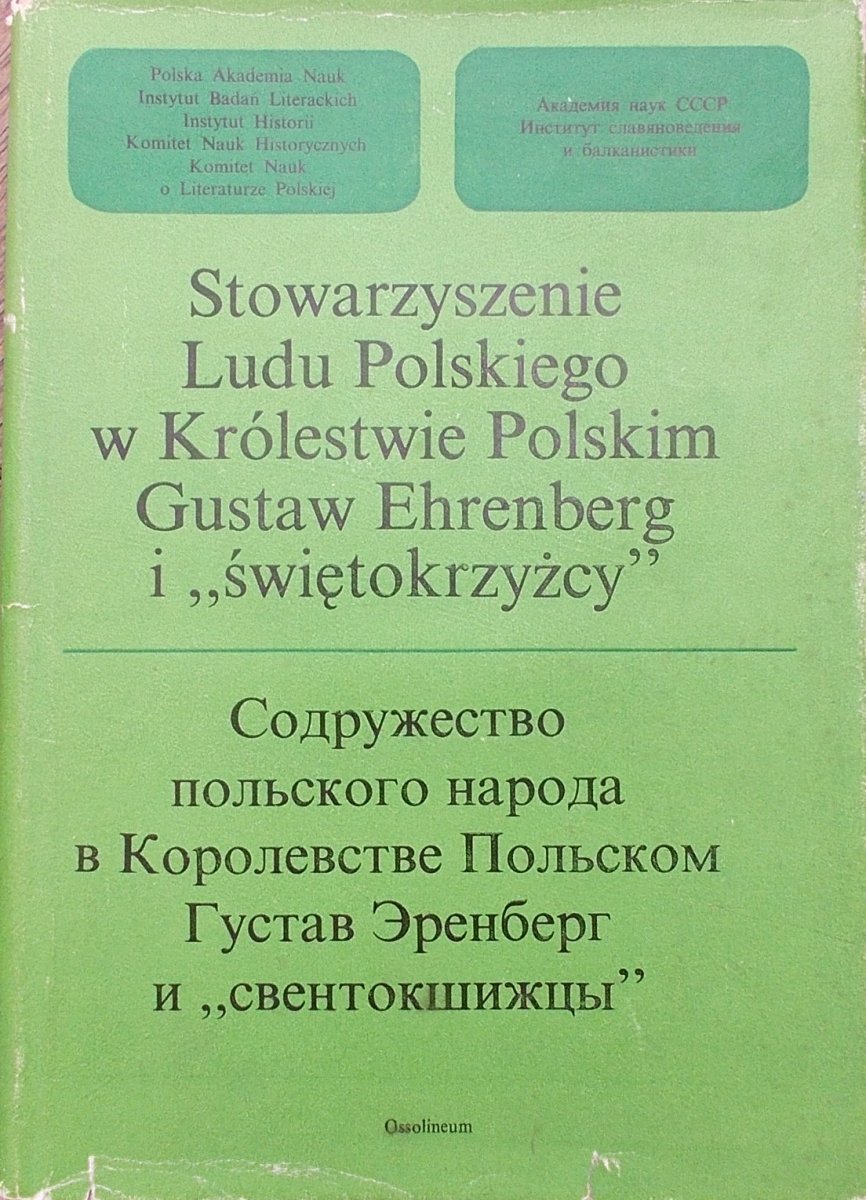 Polska Akademia Nauk
Instytut Badań Literackich
Instytut Historii
Komitet Nauk Historycznych
Komitet Nauk
o Literaturze Polskiej
Академия наук СССР
Институт славяноведения
и балканистики
Stowarzyszenie
Ludu Polskiego
w Królestwie Polskim
Gustaw Ehrenberg
i ,,świętokrzyżcy”
Содружество
польского народа
в Королевстве Польском
Густав Эренберг
и ,,свентокшижцы”
Ossolineum